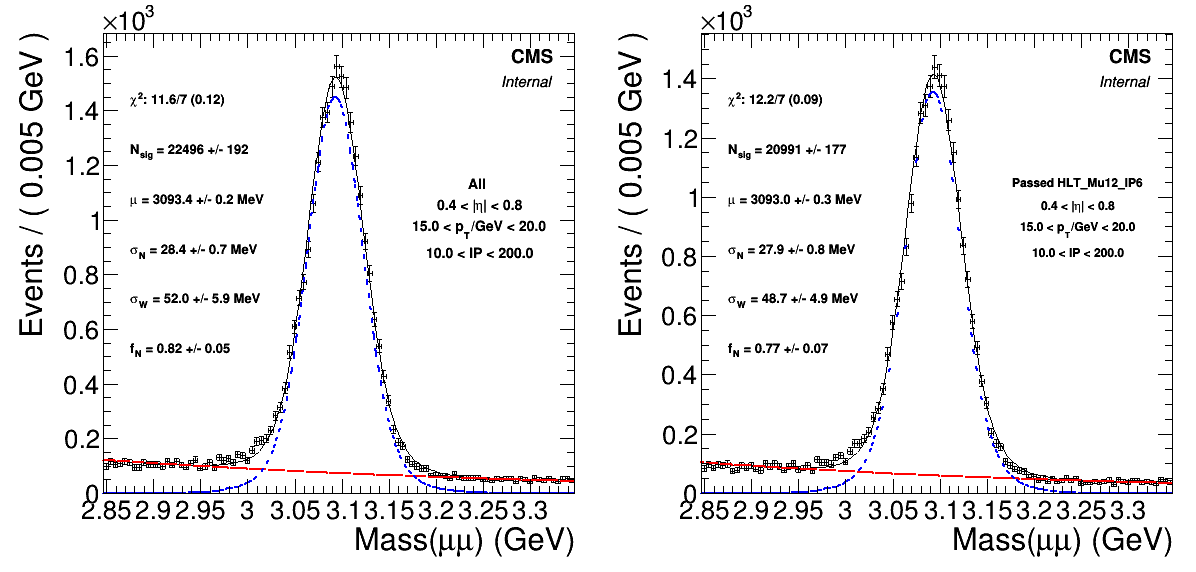 ×10³
CMS
Internal
χ²: 11.6/7 (0.12)
N_sig = 22496 +/- 192
μ = 3093.4 +/- 0.2 MeV
σ_N = 28.4 +/- 0.7 MeV
σ_W = 52.0 +/- 5.9 MeV
f_N = 0.82 +/- 0.05
All
0.4 < |η| < 0.8
15.0 < p_T/GeV < 20.0
10.0 < IP < 200.0
Events / ( 0.005 GeV )
1.6
1.4
1.2
1
0.8
0.6
0.4
0.2
0
2.85 2.9 2.95 3 3.05 3.1 3.15 3.2 3.25 3.3
Mass(μμ) (GeV)
×10³
CMS
Internal
χ²: 12.2/7 (0.09)
N_sig = 20991 +/- 177
μ = 3093.0 +/- 0.3 MeV
σ_N = 27.9 +/- 0.8 MeV
σ_W = 48.7 +/- 4.9 MeV
f_N = 0.77 +/- 0.07
Passed HLT_Mu12_IP6
0.4 < |η| < 0.8
15.0 < p_T/GeV < 20.0
10.0 < IP < 200.0
Events / ( 0.005 GeV )
1.4
1.2
1
0.8
0.6
0.4
0.2
0
2.85 2.9 2.95 3 3.05 3.1 3.15 3.2 3.25 3.3
Mass(μμ) (GeV)